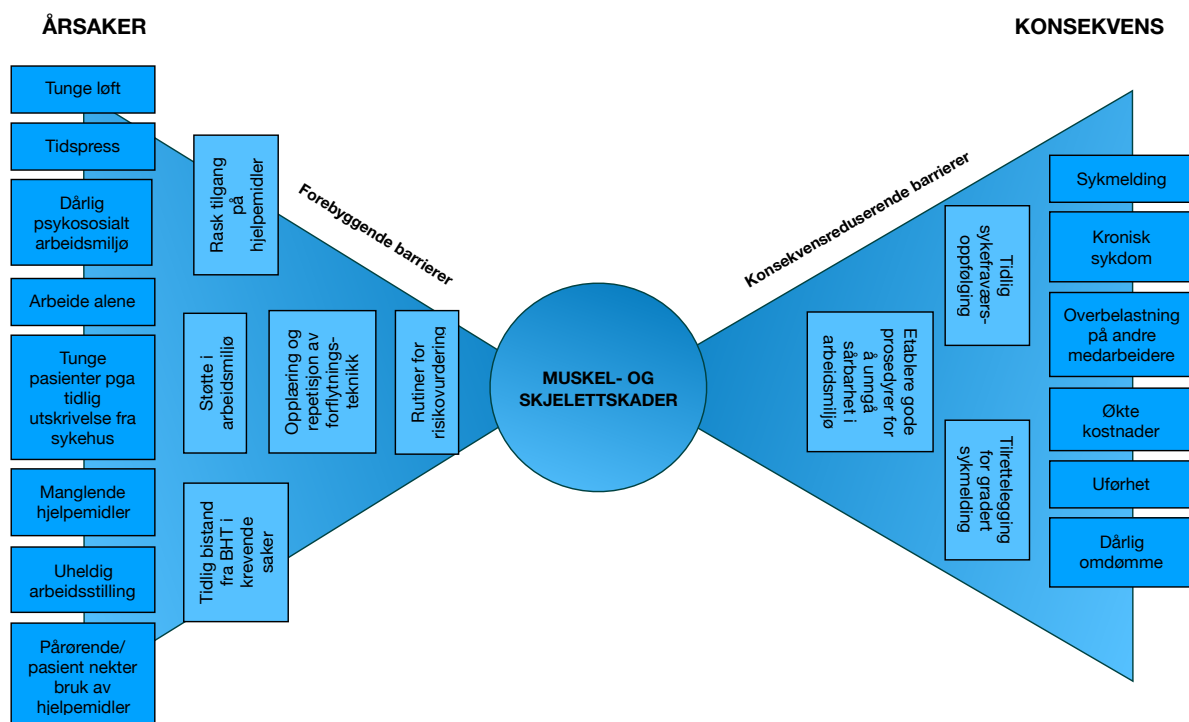 ÅRSAKER
Tunge løft
Tidspress
Dårlig
psykososialt
arbeidsmiljø
Arbeide alene
Tunge
pasienter pga
tidlig
utskrivelse fra
sykehus
Manglende
hjelpemidler
Uheldig
arbeidsstilling
Pårørende/
pasient nekter
bruk av
hjelpemidler
Forebyggende barrierer
Rask tilgang
på
hjelpemidler
Støtte i
arbeidsmiljø
Opplæring og
repetisjon av
forflytnings-
teknikk
Rutiner for
risikovurdering
Tidlig bistand
fra BHT i
krevende
saker
MUSKEL- OG
SKJELETTSKADER
Konsekvensreduserende barrierer
Etablere gode
prosedyrer for
å unngå
sårbarhet i
arbeidsmiljø
Tidlig
sykefraværs-
oppfølging
Tilrettelegging
for gradert
sykmelding
KONSEKVENS
Sykmelding
Kronisk
sykdom
Overbelastning
på andre
medarbeidere
Økte
kostnader
Uførhet
Dårlig
omdømme